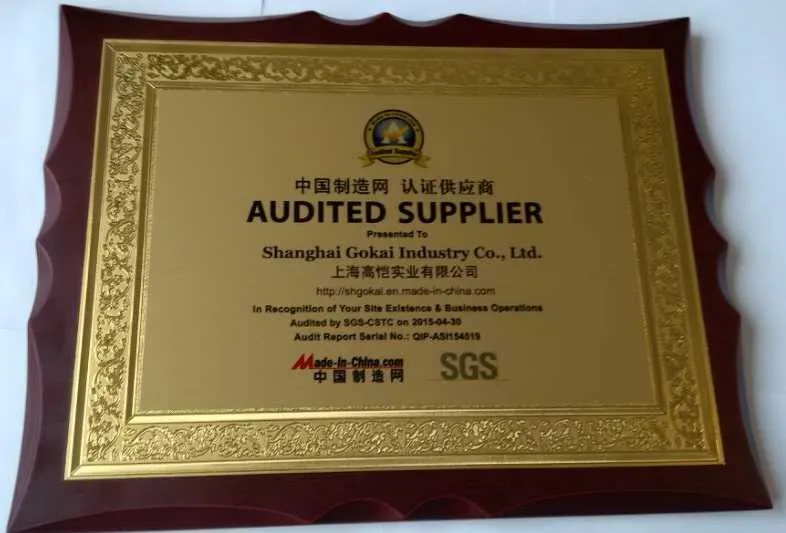 Audited Supplier
中国制造网 认证供应商
AUDITED SUPPLIER
Presented To
Shanghai Gokai Industry Co., Ltd.
上海高恺实业有限公司
http://shgokai.en.made-in-china.com
In Recognition of Your Site Existence & Business Operations
Audited by SGS-CSTC on 2015-04-30
Audit Report Serial No.: QIP-ASI154519
Made-in-China.com
中国制造网
SGS